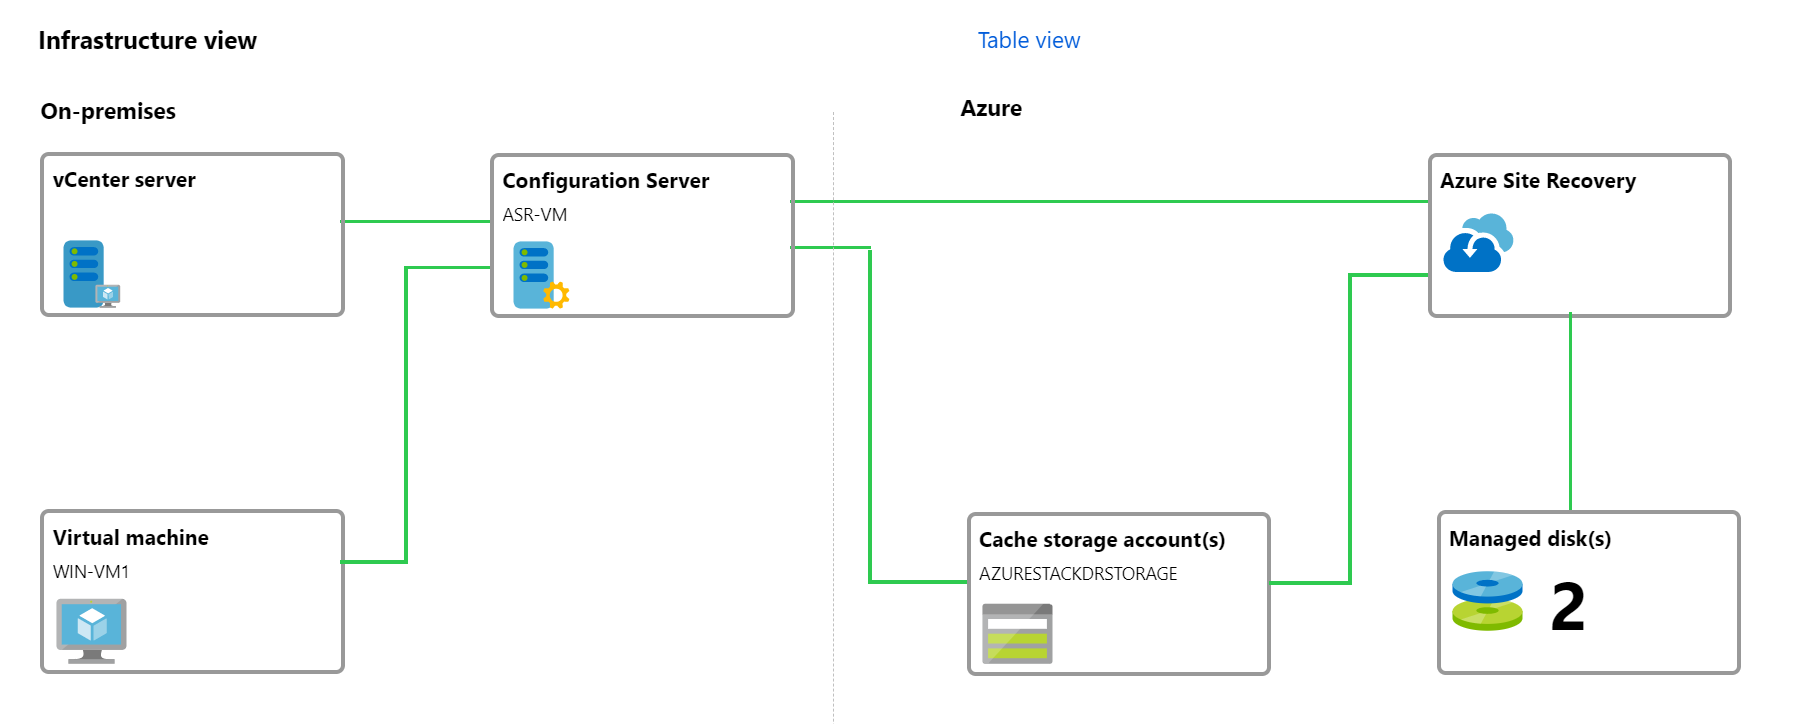 Infrastructure view
Table view
On-premises
Azure
vCenter server
Configuration Server
ASR-VM
Azure Site Recovery
Virtual machine
WIN-VM1
Cache storage account(s)
AZURESTACKDRSTORAGE
Managed disk(s)
2